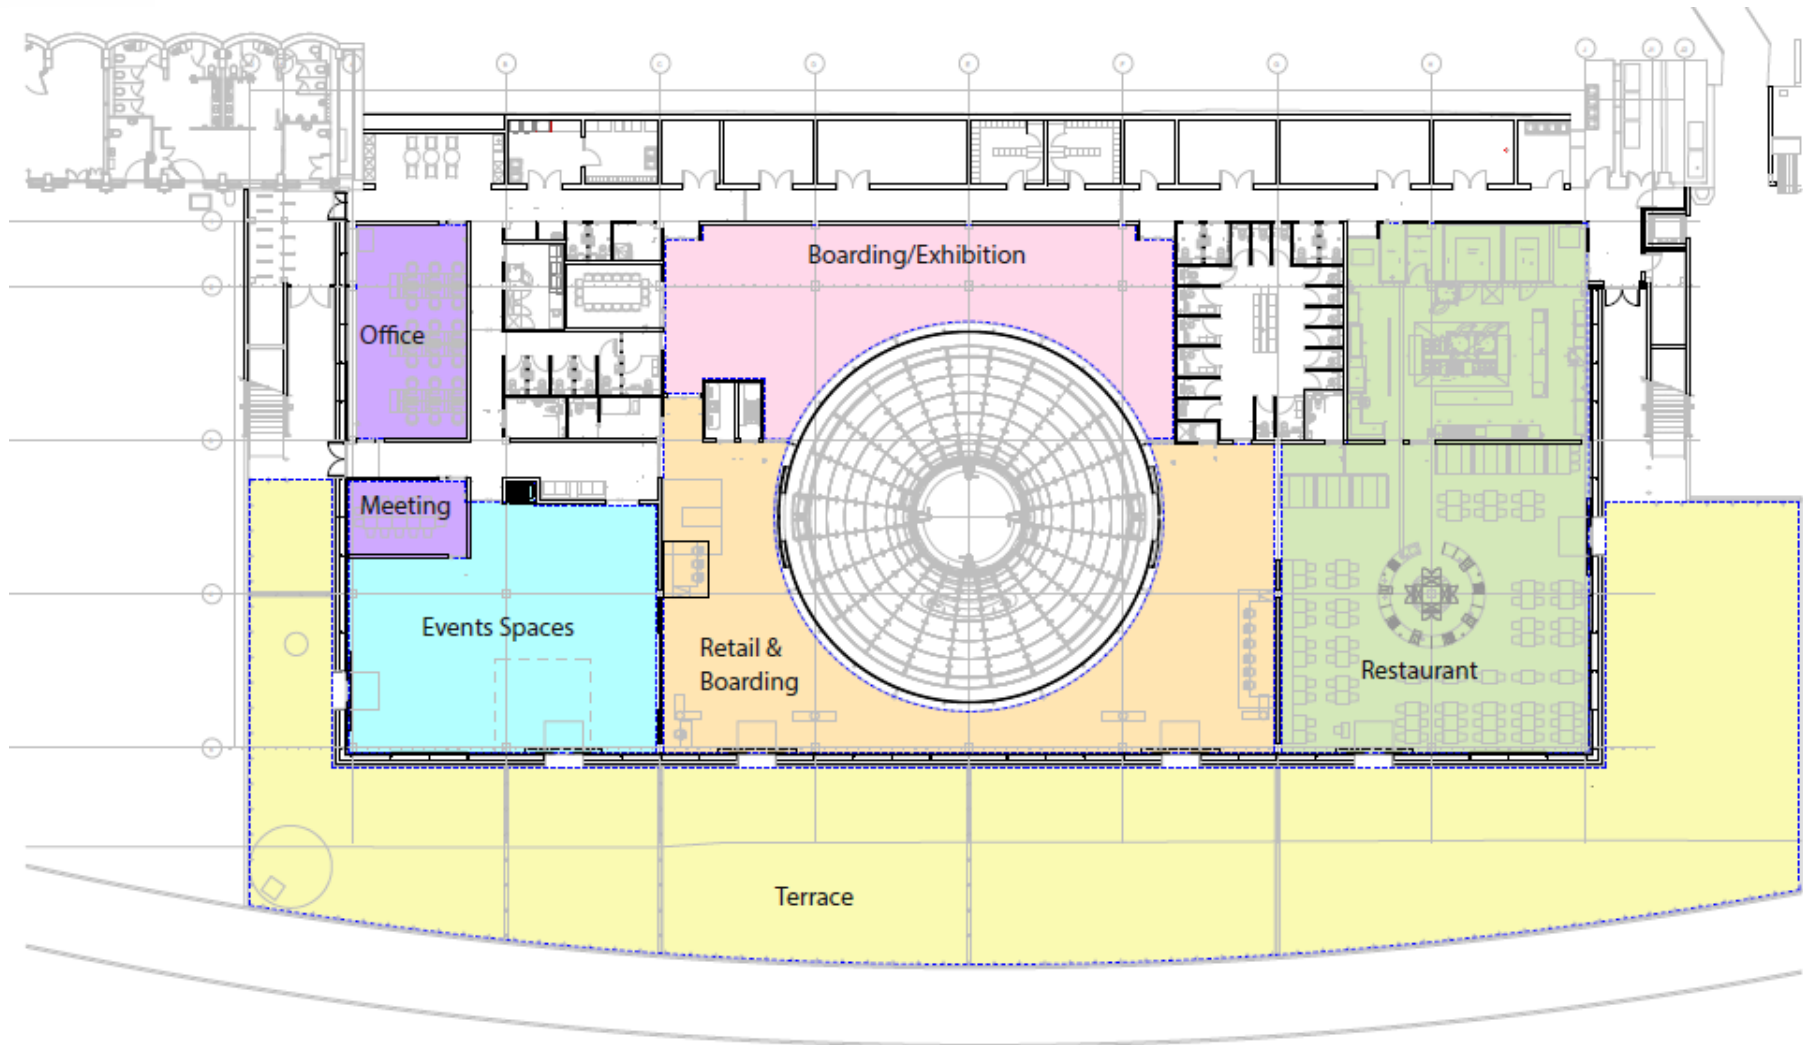 Boarding/Exhibition
Office
Meeting
Events Spaces
Retail &
Boarding
Restaurant
Terrace